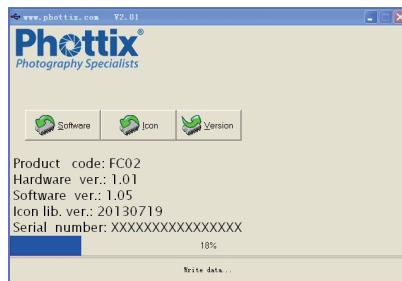 www.phottix.com V2.01
Phottix®
Photography Specialists
Software Icon Version
Product code: FC02
Hardware ver.: 1.01
Software ver.: 1.05
Icon lib. ver.: 20130719
Serial number: XXXXXXXXXXXXXXXX
18%
Write data...